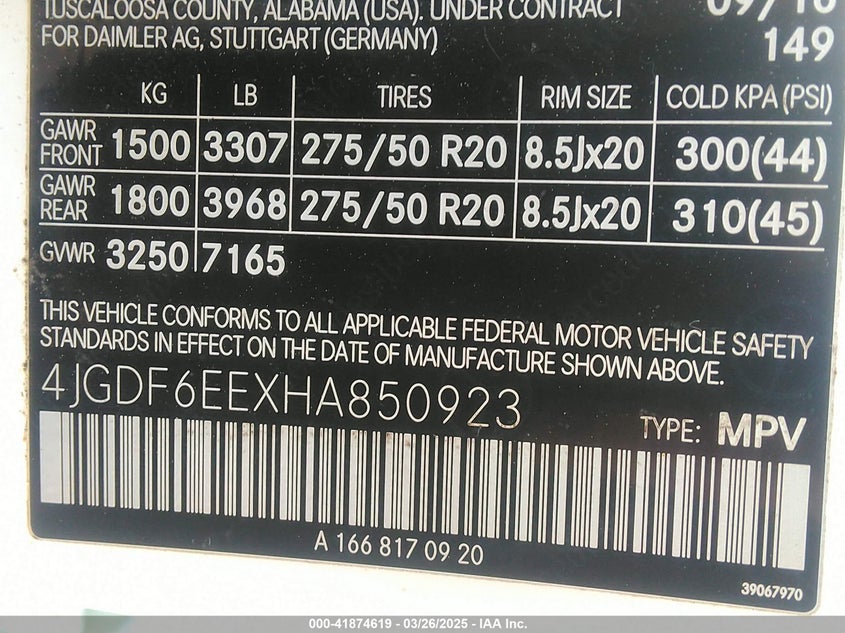 TUSCALOOSA COUNTY, ALABAMA (USA). UNDER CONTRACT 09/16
FOR DAIMLER AG, STUTTGART (GERMANY) 149
KG LB TIRES RIM SIZE COLD KPA (PSI)
GAWR FRONT 1500 3307 275/50 R20 8.5Jx20 300(44)
GAWR REAR 1800 3968 275/50 R20 8.5Jx20 310(45)
GVWR 3250 7165
THIS VEHICLE CONFORMS TO ALL APPLICABLE FEDERAL MOTOR VEHICLE SAFETY
STANDARDS IN EFFECT ON THE DATE OF MANUFACTURE SHOWN ABOVE.
4JGDF6EEXHA850923
TYPE: MPV
A 166 817 09 20
39067970
000-41874619 - 03/26/2025 - IAA Inc.